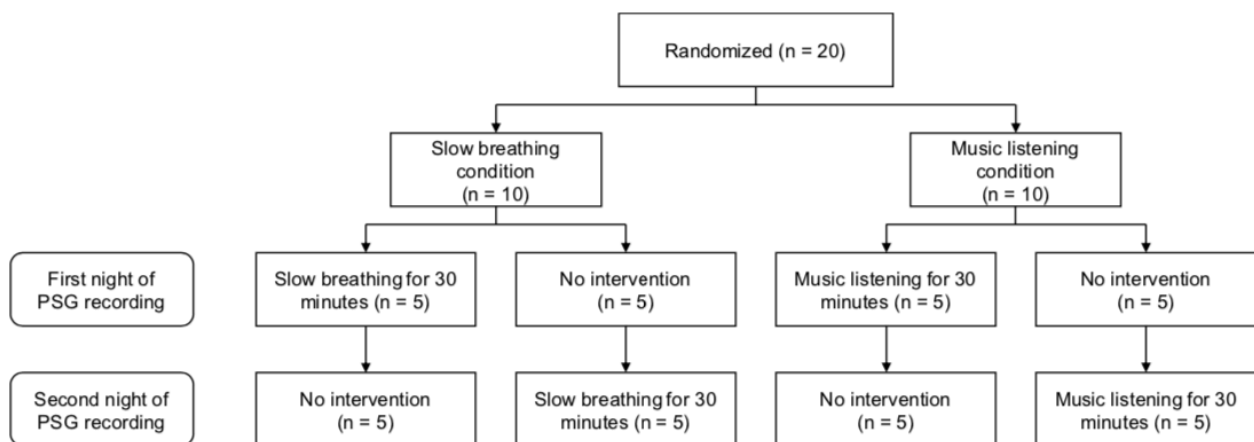 Randomized (n = 20)
Slow breathing
condition
(n = 10)
Music listening
condition
(n = 10)
First night of
PSG recording
Slow breathing for 30
minutes (n = 5)
No intervention
(n = 5)
Music listening for 30
minutes (n = 5)
No intervention
(n = 5)
Second night of
PSG recording
No intervention
(n = 5)
Slow breathing for 30
minutes (n = 5)
No intervention
(n = 5)
Music listening for 30
minutes (n = 5)